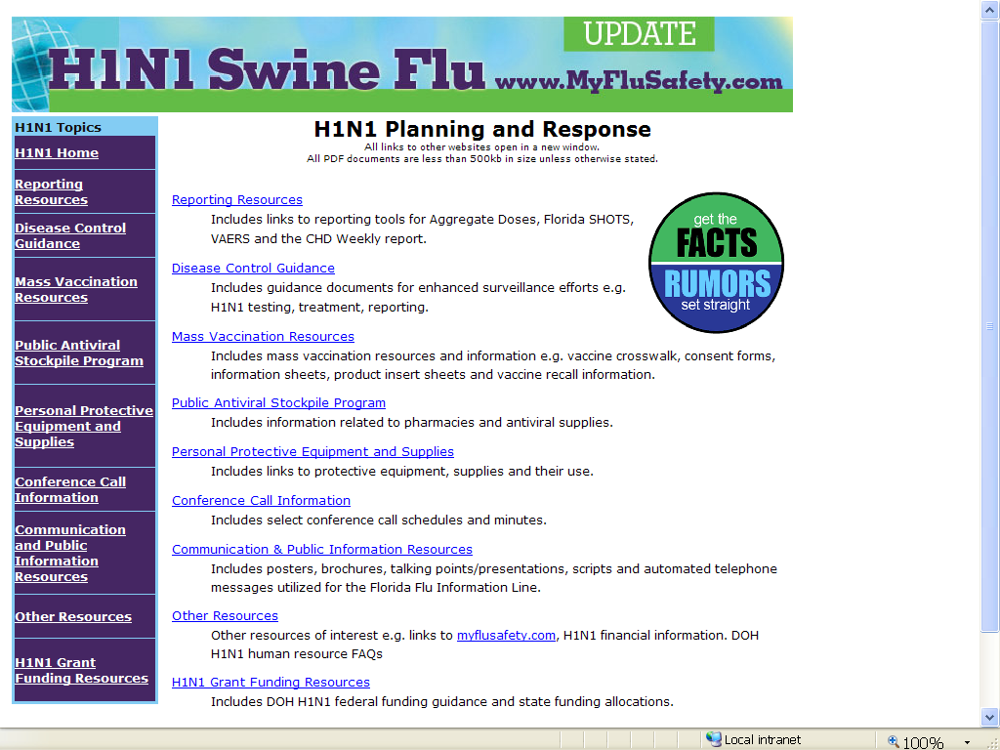 UPDATE
H1N1 Swine Flu www.MyFluSafety.com
H1N1 Topics
H1N1 Home
Reporting
Resources
Disease Control
Guidance
Mass Vaccination
Resources
Public Antiviral
Stockpile Program
Personal Protective
Equipment and
Supplies
Conference Call
Information
Communication
and Public
Information
Resources
Other Resources
H1N1 Grant
Funding Resources
H1N1 Planning and Response
All links to other websites open in a new window.
All PDF documents are less than 500kb in size unless otherwise stated.
Reporting Resources
Includes links to reporting tools for Aggregate Doses, Florida SHOTS,
VAERS and the CHD Weekly report.
Disease Control Guidance
Includes guidance documents for enhanced surveillance efforts e.g.
H1N1 testing, treatment, reporting.
get the
FACTS
RUMORS
set straight
Mass Vaccination Resources
Includes mass vaccination resources and information e.g. vaccine crosswalk, consent forms,
information sheets, product insert sheets and vaccine recall information.
Public Antiviral Stockpile Program
Includes information related to pharmacies and antiviral supplies.
Personal Protective Equipment and Supplies
Includes links to protective equipment, supplies and their use.
Conference Call Information
Includes select conference call schedules and minutes.
Communication & Public Information Resources
Includes posters, brochures, talking points/presentations, scripts and automated telephone
messages utilized for the Florida Flu Information Line.
Other Resources
Other resources of interest e.g. links to myflusafety.com, H1N1 financial information. DOH
H1N1 human resource FAQs
H1N1 Grant Funding Resources
Includes DOH H1N1 federal funding guidance and state funding allocations.
Local intranet
100%